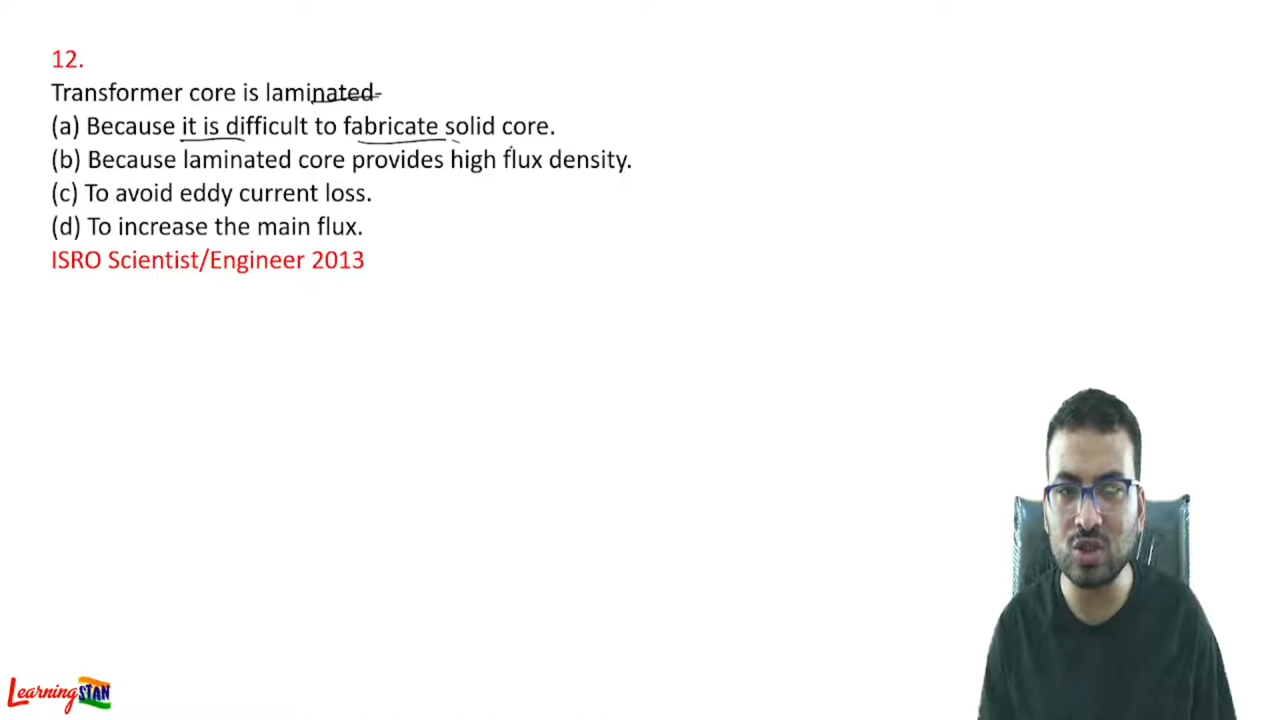 12.
Transformer core is laminated-
(a) Because it is difficult to fabricate solid core.
(b) Because laminated core provides high flux density.
(c) To avoid eddy current loss.
(d) To increase the main flux.
ISRO Scientist/Engineer 2013
LearningSTAN